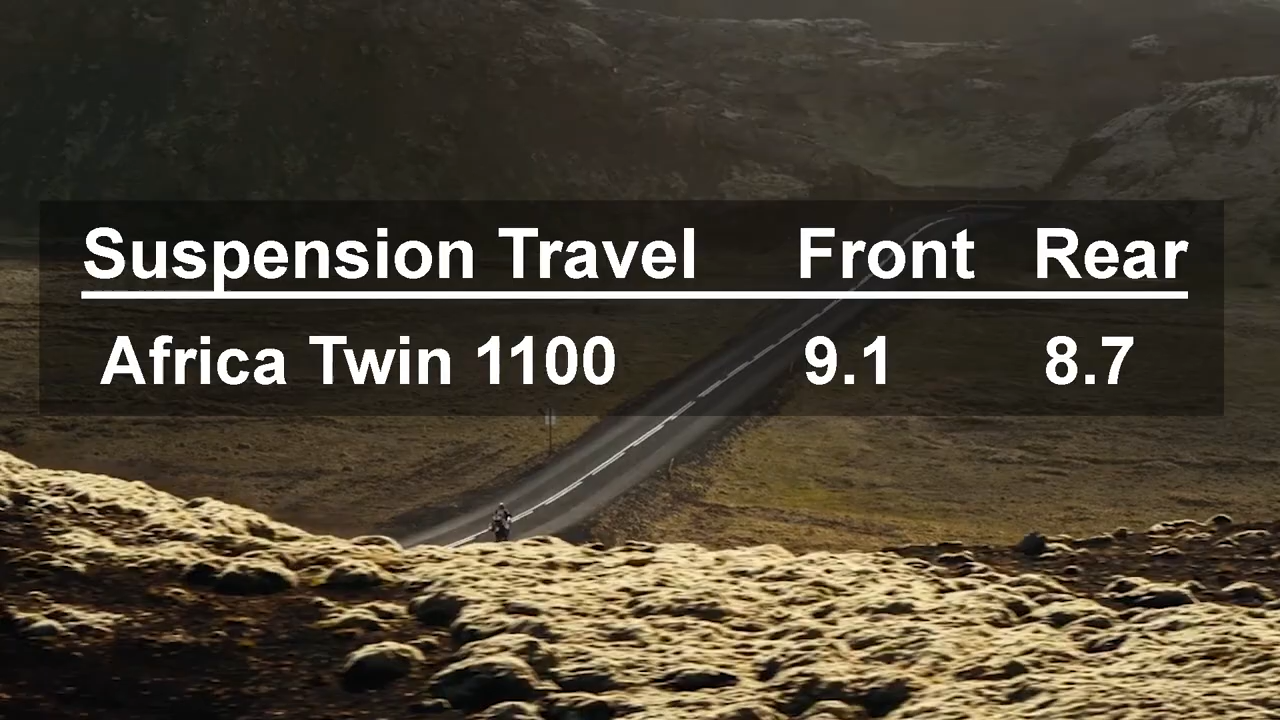 Suspension Travel Front Rear
Africa Twin 1100 9.1 8.7